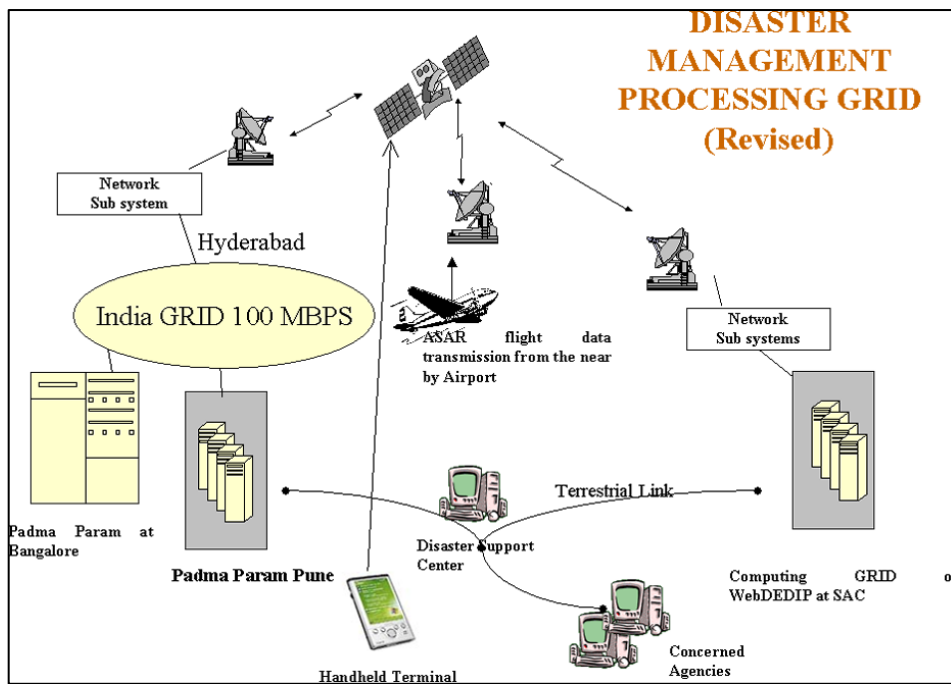 DISASTER
MANAGEMENT
PROCESSING GRID
(Revised)
Network
Sub system
Hyderabad
India GRID 100 MBPS
ASAR flight data
transmission from the near
by Airport
Network
Sub systems
Terrestrial Link
Padma Param at
Bangalore
Padma Param Pune
Disaster Support
Center
Computing GRID o
WebDEDIP at SAC
Handheld Terminal
Concerned
Agencies